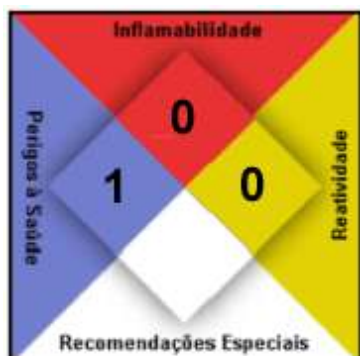 Inflamabilidade
0
Perigos à Saúde
1
0
Reatividade
Recomendações Especiais